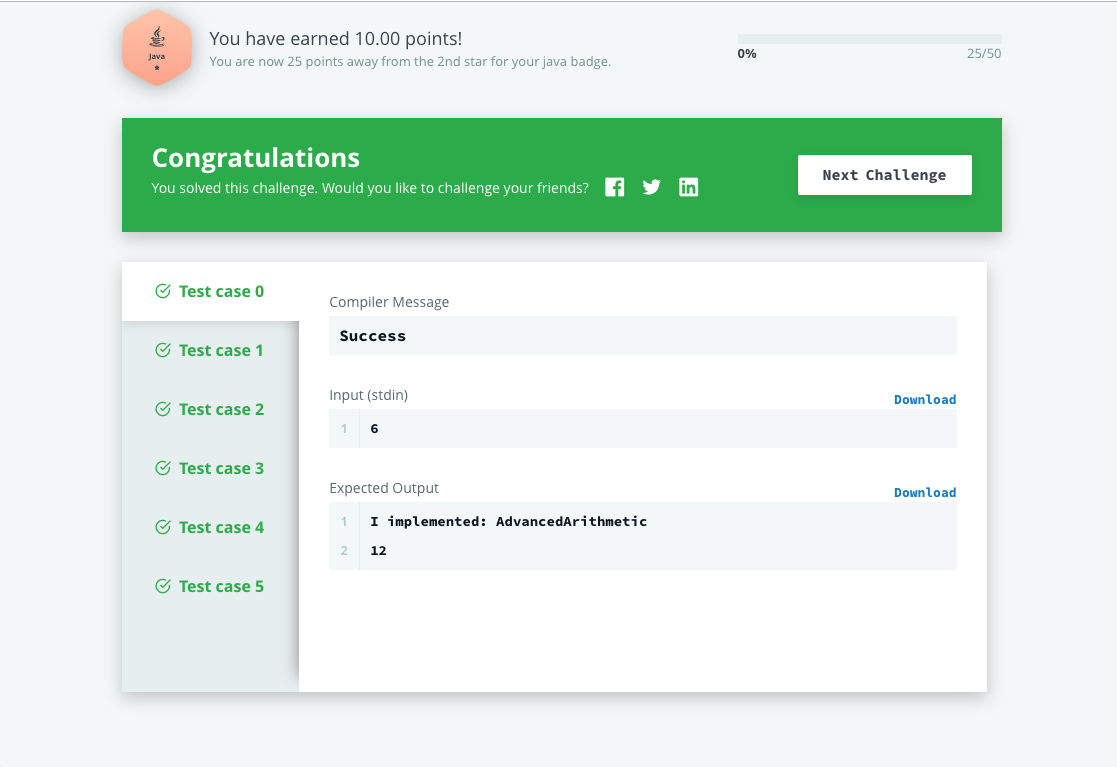 Java
*
You have earned 10.00 points!
You are now 25 points away from the 2nd star for your java badge.
0%
25/50
Congratulations
You solved this challenge. Would you like to challenge your friends?
Next Challenge
Test case 0
Test case 1
Test case 2
Test case 3
Test case 4
Test case 5
Compiler Message
Success
Input (stdin)
Download
1 6
Expected Output
Download
1 I implemented: AdvancedArithmetic
2 12